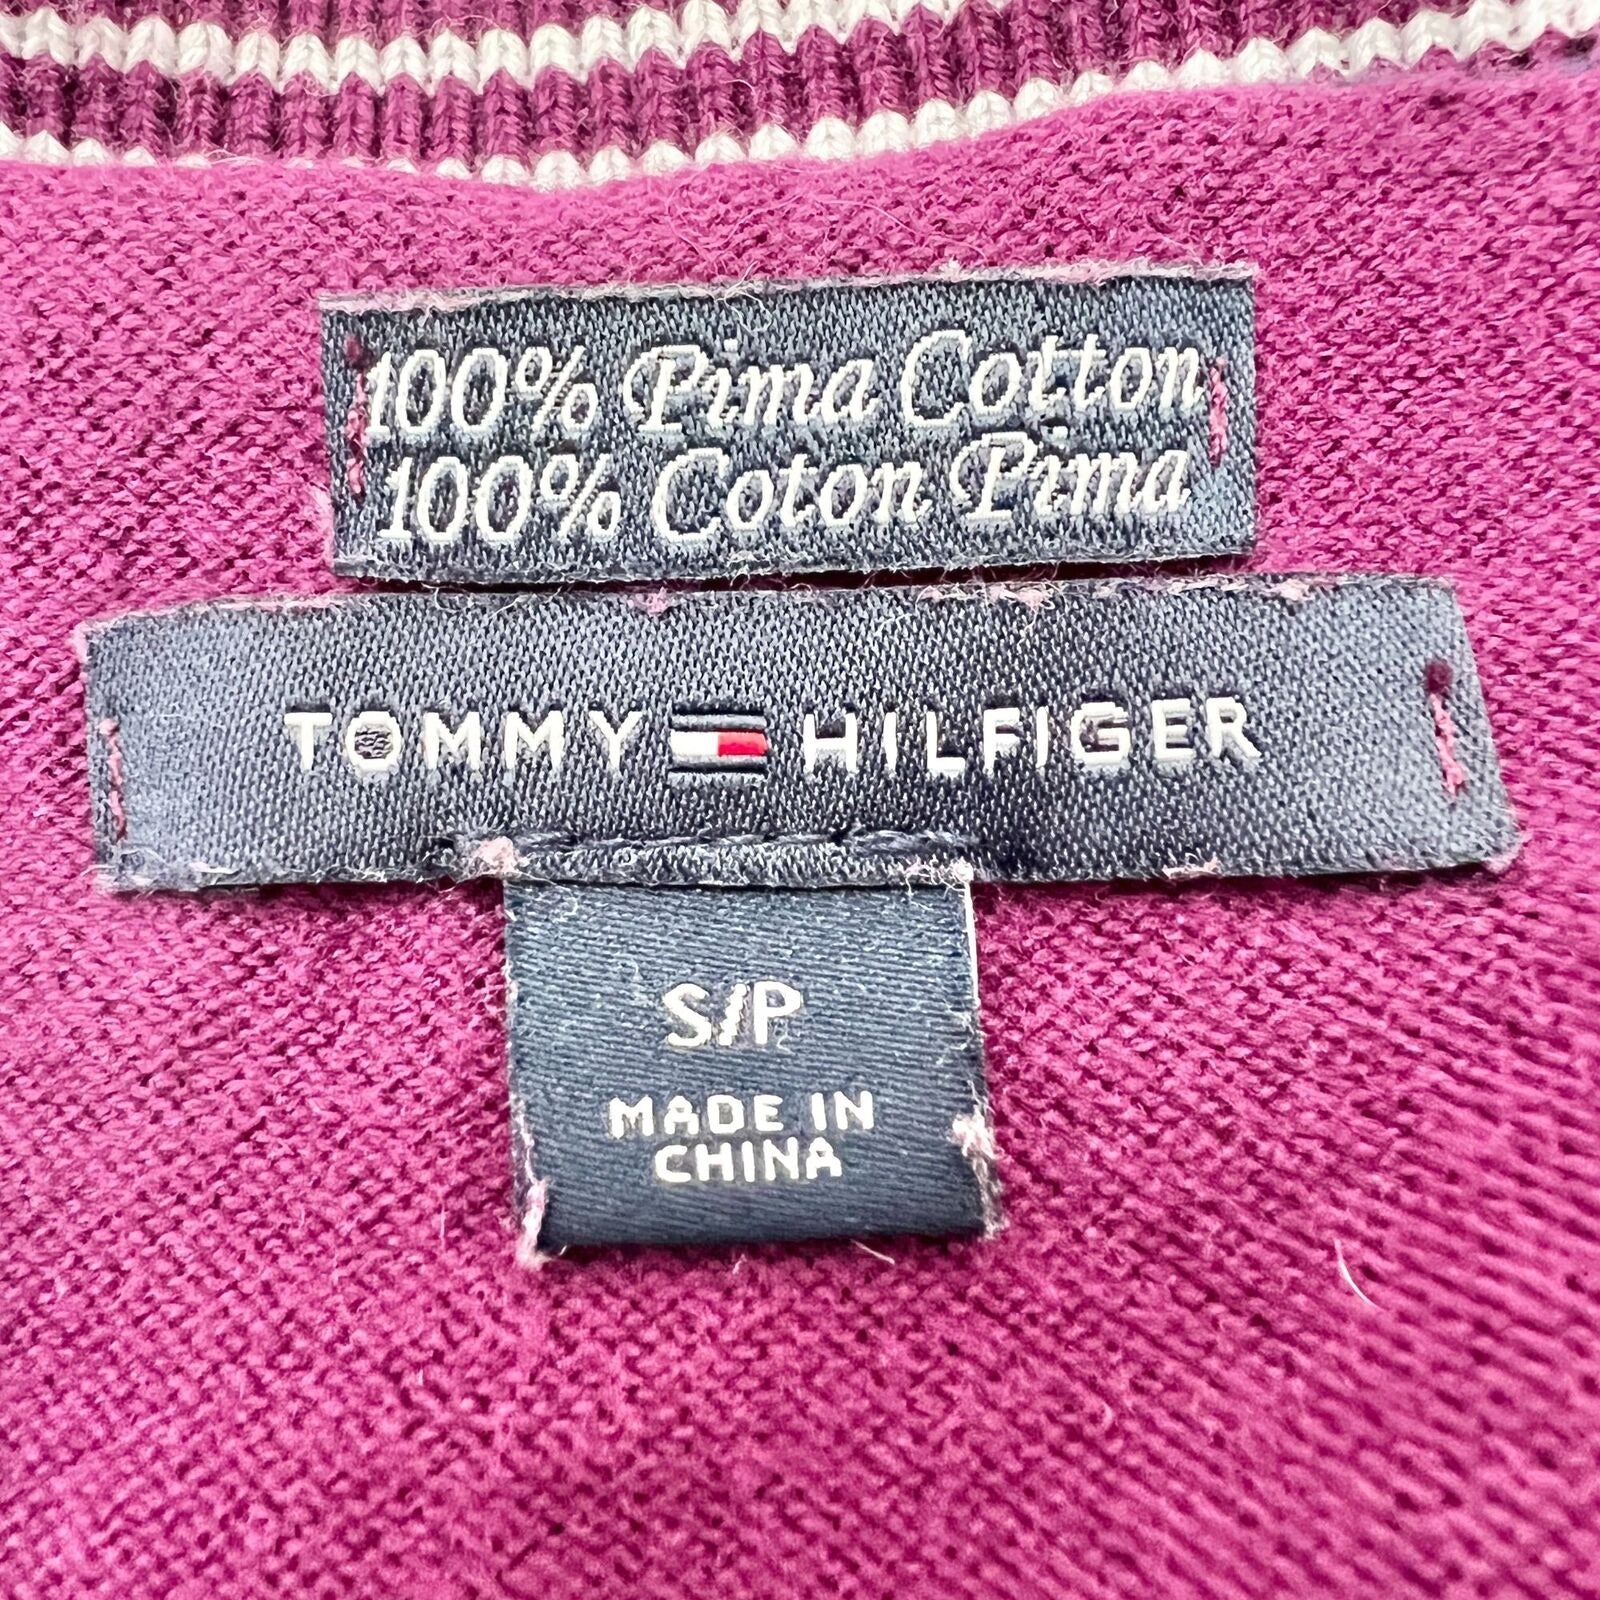 100% Pima Cotton
100% Coton Pima
TOMMY HILFIGER
S/P
MADE IN
CHINA